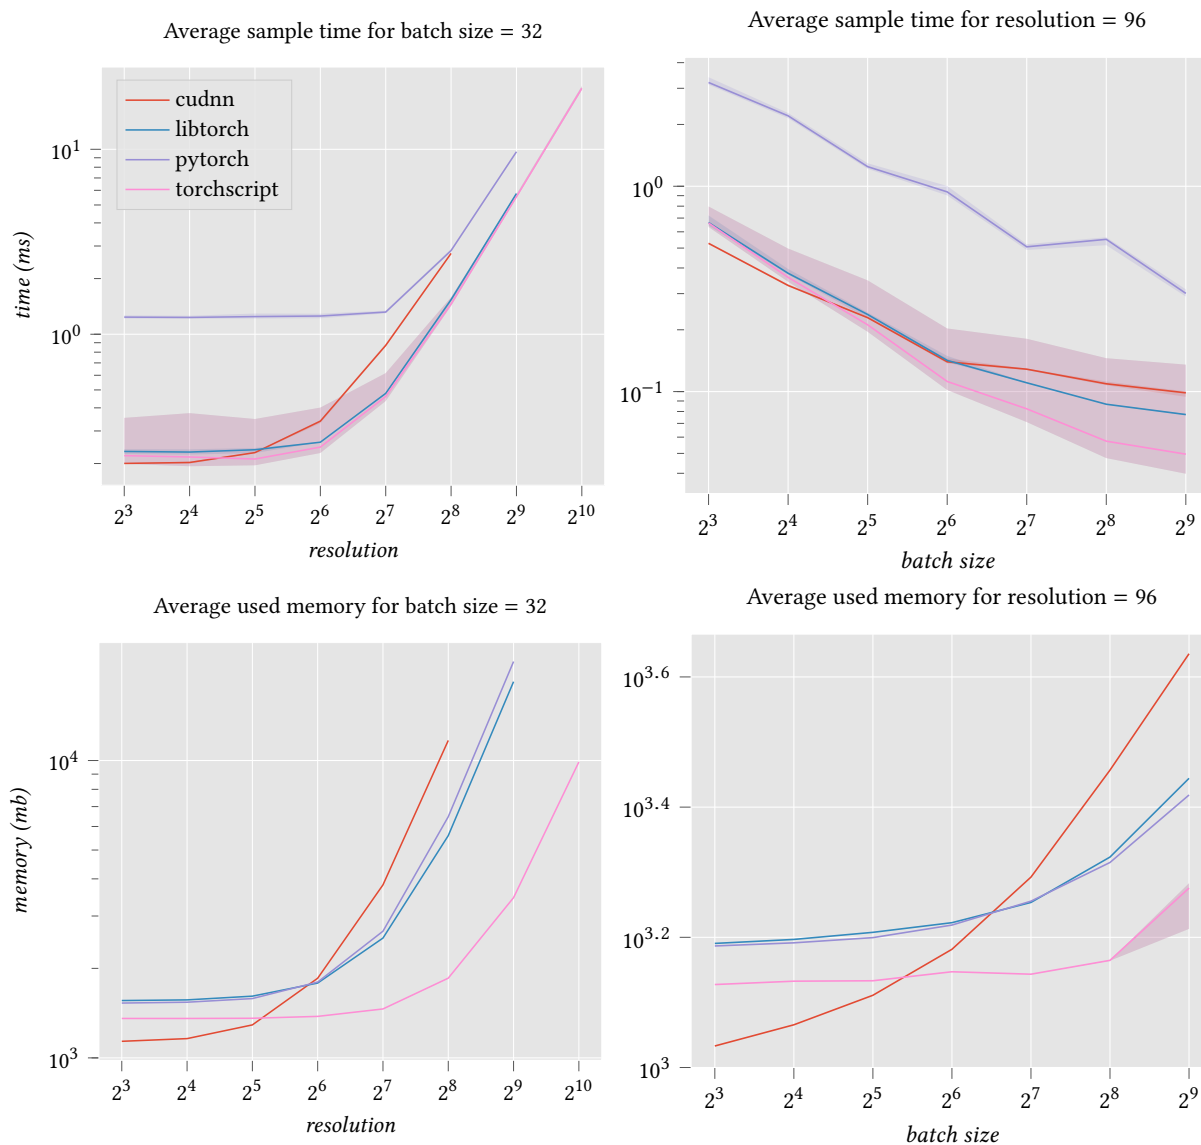 Average sample time for batch size = 32
cudnn
libtorch
pytorch
torchscript
10^1
10^0
time (ms)
2^3 2^4 2^5 2^6 2^7 2^8 2^9 2^10
resolution
Average sample time for resolution = 96
10^0
10^-1
2^3 2^4 2^5 2^6 2^7 2^8 2^9
batch size
Average used memory for batch size = 32
10^4
10^3
memory (mb)
2^3 2^4 2^5 2^6 2^7 2^8 2^9 2^10
resolution
Average used memory for resolution = 96
10^3.6
10^3.4
10^3.2
10^3
2^3 2^4 2^5 2^6 2^7 2^8 2^9
batch size